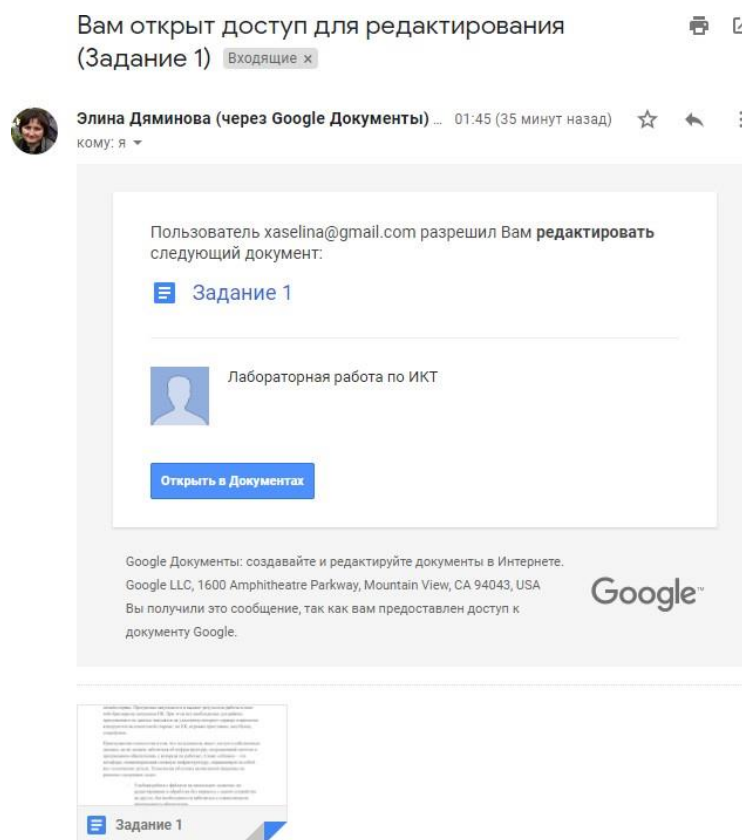 Вам открыт доступ для редактирования
(Задание 1) Входящие ×
Элина Дяминова (через Google Документы) ... 01:45 (35 минут назад)
кому: я
Пользователь xaselina@gmail.com разрешил Вам редактировать
следующий документ:
Задание 1
Лабораторная работа по ИКТ
Открыть в Документах
Google Документы: создавайте и редактируйте документы в Интернете.
Google LLC, 1600 Amphitheatre Parkway, Mountain View, CA 94043, USA
Вы получили это сообщение, так как вам предоставлен доступ к
документу Google.
Google™
Задание 1